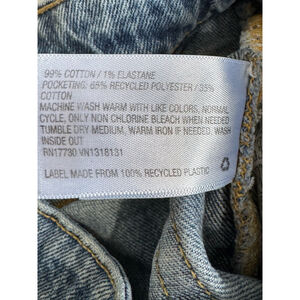 99% COTTON / 1% ELASTANE
POCKETING: 65% RECYCLED POLYESTER / 35%
COTTON
MACHINE WASH WARM WITH LIKE COLORS, NORMAL
CYCLE, ONLY NON CHLORINE BLEACH WHEN NEEDED
TUMBLE DRY MEDIUM, WARM IRON IF NEEDED, WASH
INSIDE OUT
RN17730 VN1318131
LABEL MADE FROM 100% RECYCLED PLASTIC